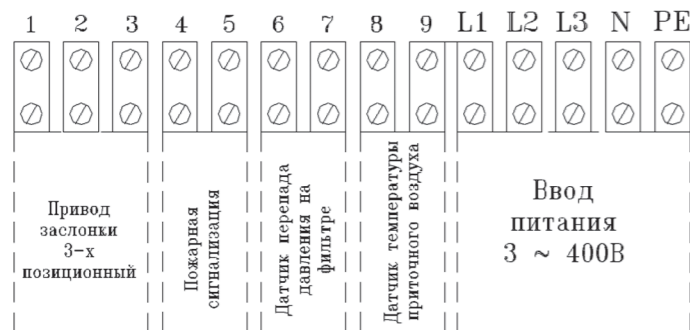 1 2 3 4 5 6 7 8 9 L1 L2 L3 N PE
Привод
заслонки
3-х
позиционный
Пожарная
сигнализация
Датчик перепада
давления на
фильтре
Датчик температуры
приточного воздуха
Ввод
питания
3 ~ 400В